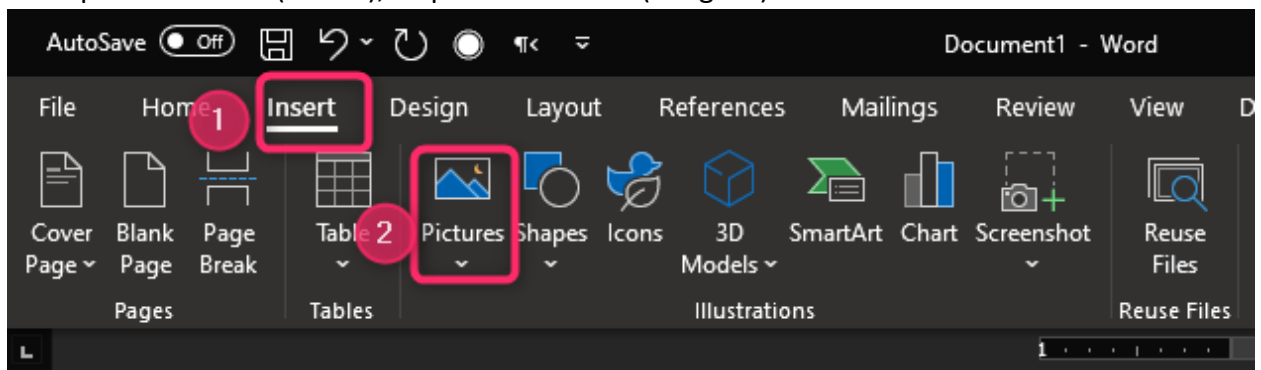 AutoSave Off Document1 - Word
File Home Insert Design Layout References Mailings Review View
1
Cover Blank Page Table 2 Pictures Shapes Icons 3D SmartArt Chart Screenshot Reuse
Page Page Break Models Files
Pages Tables Illustrations Reuse Files
L 1